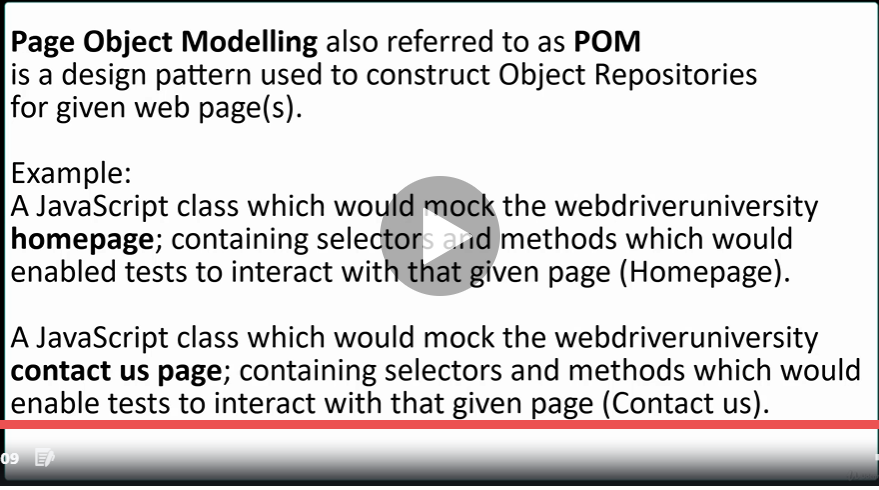 Page Object Modelling also referred to as POM
is a design pattern used to construct Object Repositories
for given web page(s).
Example:
A JavaScript class which would mock the webdriveruniversity
homepage; containing selectors and methods which would
enabled tests to interact with that given page (Homepage).
A JavaScript class which would mock the webdriveruniversity
contact us page; containing selectors and methods which would
enable tests to interact with that given page (Contact us).
09